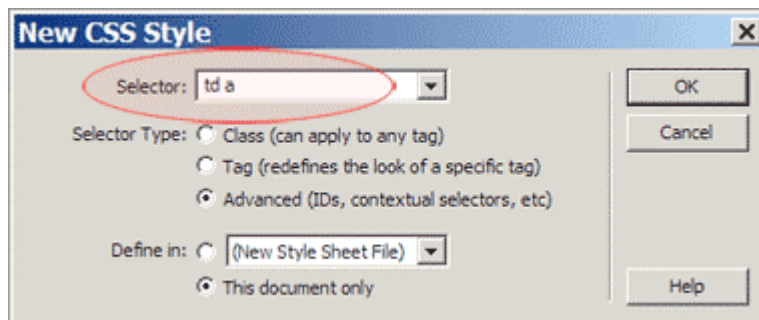 New CSS Style
Selector: td a
OK
Selector Type: Class (can apply to any tag)
Cancel
Tag (redefines the look of a specific tag)
Advanced (IDs, contextual selectors, etc)
Define in: (New Style Sheet File)
This document only
Help